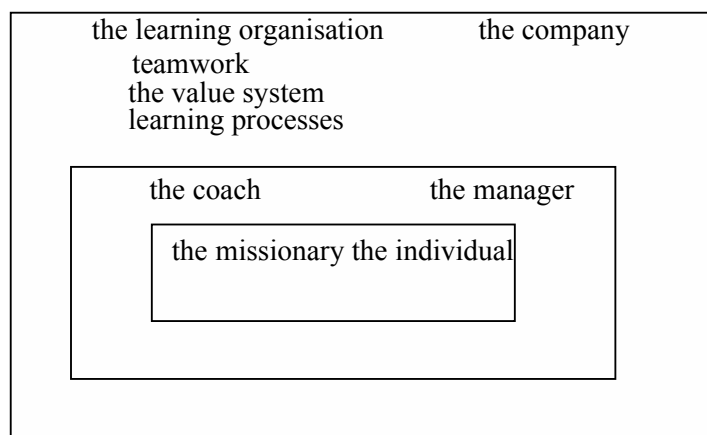 the learning organisation the company
teamwork
the value system
learning processes
the coach the manager
the missionary the individual